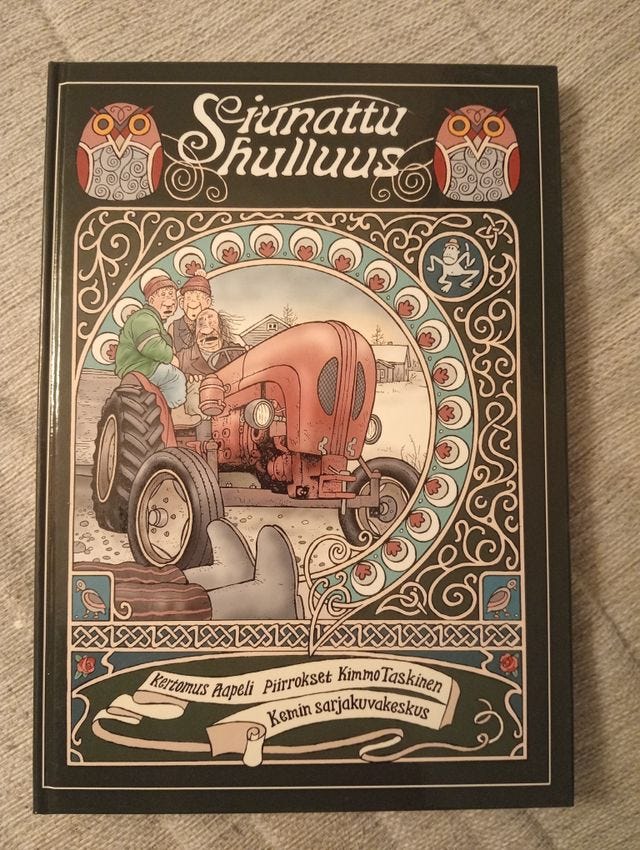 Siunattu
hulluus
Kertomus Aapeli Piirrokset Kimmo Taskinen
Kemin sarjakuvakeskus